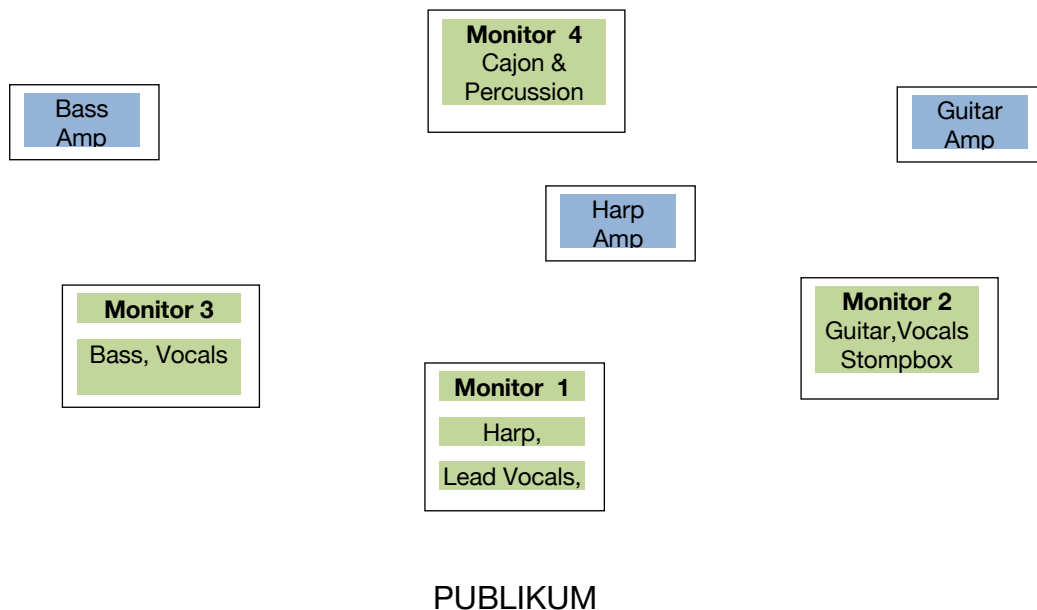 Monitor 4
Cajon &
Percussion
Bass
Amp
Guitar
Amp
Harp
Amp
Monitor 3
Bass, Vocals
Monitor 2
Guitar,Vocals
Stompbox
Monitor 1
Harp,
Lead Vocals,
PUBLIKUM